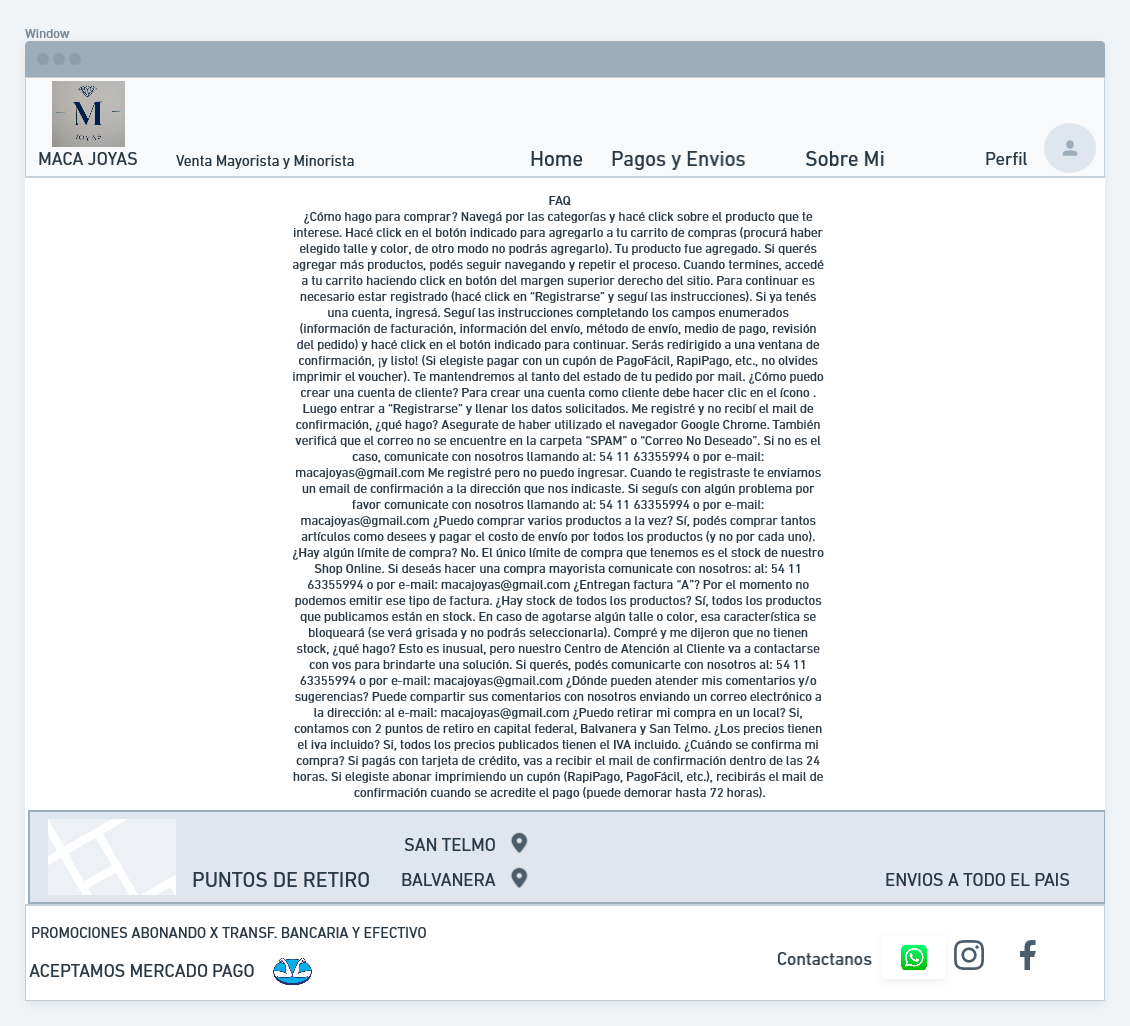 Window
M
JOYAS
MACA JOYAS
Venta Mayorista y Minorista
Home
Pagos y Envios
Sobre Mi
Perfil
FAQ
¿Cómo hago para comprar? Navegá por las categorías y hacé click sobre el producto que te
interese. Hacé click en el botón indicado para agregarlo a tu carrito de compras (procurá haber
elegido talle y color, de otro modo no podrás agregarlo). Tu producto fue agregado. Si querés
agregar más productos, podés seguir navegando y repetir el proceso. Cuando termines, accedé
a tu carrito haciendo click en botón del margen superior derecho del sitio. Para continuar es
necesario estar registrado (hacé click en “Registrarse” y seguí las instrucciones). Si ya tenés
una cuenta, ingresá. Seguí las instrucciones completando los campos enumerados
(información de facturación, información del envío, método de envío, medio de pago, revisión
del pedido) y hacé click en el botón indicado para continuar. Serás redirigido a una ventana de
confirmación, ¡y listo! (Si elegiste pagar con un cupón de PagoFácil, RapiPago, etc., no olvides
imprimir el voucher). Te mantendremos al tanto del estado de tu pedido por mail. ¿Cómo puedo
crear una cuenta de cliente? Para crear una cuenta como cliente debe hacer clic en el ícono .
Luego entrar a “Registrarse” y llenar los datos solicitados. Me registré y no recibí el mail de
confirmación, ¿qué hago? Asegurate de haber utilizado el navegador Google Chrome. También
verificá que el correo no se encuentre en la carpeta “SPAM” o “Correo No Deseado”. Si no es el
caso, comunicate con nosotros llamando al: 54 11 63355994 o por e-mail:
macajoyas@gmail.com Me registré pero no puedo ingresar. Cuando te registraste te enviamos
un email de confirmación a la dirección que nos indicaste. Si seguís con algún problema por
favor comunicate con nosotros llamando al: 54 11 63355994 o por e-mail:
macajoyas@gmail.com ¿Puedo comprar varios productos a la vez? Sí, podés comprar tantos
artículos como desees y pagar el costo de envío por todos los productos (y no por cada uno).
¿Hay algún límite de compra? No. El único límite de compra que tenemos es el stock de nuestro
Shop Online. Si deseás hacer una compra mayorista comunicate con nosotros: al: 54 11
63355994 o por e-mail: macajoyas@gmail.com ¿Entregan factura “A”? Por el momento no
podemos emitir ese tipo de factura. ¿Hay stock de todos los productos? Sí, todos los productos
que publicamos están en stock. En caso de agotarse algún talle o color, esa característica se
bloqueará (se verá grisada y no podrás seleccionarla). Compré y me dijeron que no tienen
stock, ¿qué hago? Esto es inusual, pero nuestro Centro de Atención al Cliente va a contactarse
con vos para brindarte una solución. Si querés, podés comunicarte con nosotros al: 54 11
63355994 o por e-mail: macajoyas@gmail.com ¿Dónde pueden atender mis comentarios y/o
sugerencias? Puede compartir sus comentarios con nosotros enviando un correo electrónico a
la dirección: al e-mail: macajoyas@gmail.com ¿Puedo retirar mi compra en un local? Si,
contamos con 2 puntos de retiro en capital federal, Balvanera y San Telmo. ¿Los precios tienen
el iva incluido? Si, todos los precios publicados tienen el IVA incluido. ¿Cuándo se confirma mi
compra? Si pagás con tarjeta de crédito, vas a recibir el mail de confirmación dentro de las 24
horas. Si elegiste abonar imprimiendo un cupón (RapiPago, PagoFácil, etc.), recibirás el mail de
confirmación cuando se acredite el pago (puede demorar hasta 72 horas).
PUNTOS DE RETIRO
SAN TELMO
BALVANERA
ENVIOS A TODO EL PAIS
PROMOCIONES ABONANDO X TRANSF. BANCARIA Y EFECTIVO
ACEPTAMOS MERCADO PAGO
Contactanos